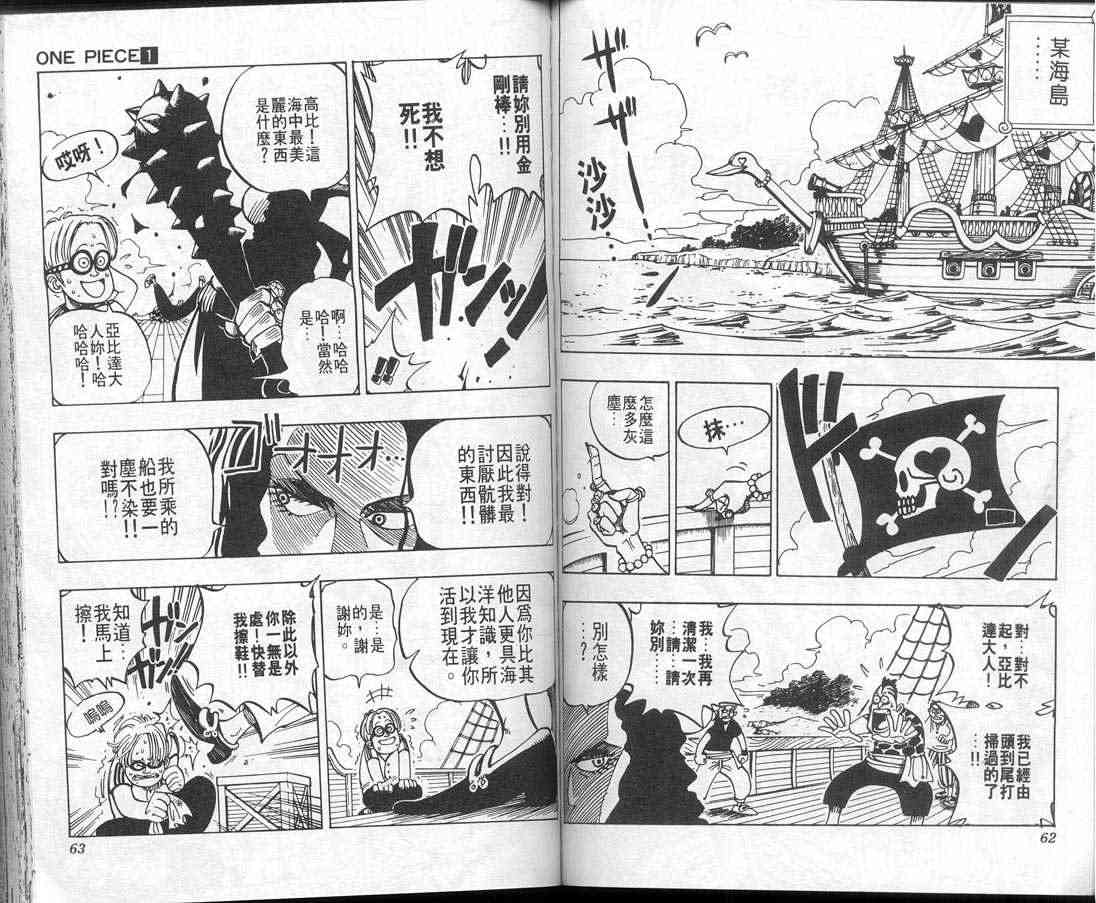 某海島
……
ザザ…
沙沙…
抹…
怎麼這
麼多灰
塵…
對…對不
起，亞比
達大人！
我已經由
頭到尾打
掃過的了
…!!
我…我再
清潔一次
…請…請
妳別……
別怎樣
…?
62
ONE PIECE 1
請妳別用金
剛棒…!!
我不想
死!!
ガンッ!!
高比！這
海中最美
麗的東西
是什麼?
哎呀！
啊…哈哈
哈！當然
是…
亞比達大
人妳！哈
哈哈哈！
說得對！
因此我最
討厭骯髒
的東西!!
ゴオオオ…
我所乘的
船也要一
塵不染!!
對嗎!?
因為你比其
他人更具海
洋知識，所
以我才讓你
活到現在。
是…是
的，謝
謝妳。
除此以外
你一無是
處！快替
我擦鞋!!
ガンッ!!
知道…
我馬上
擦！
嗚嗚
63